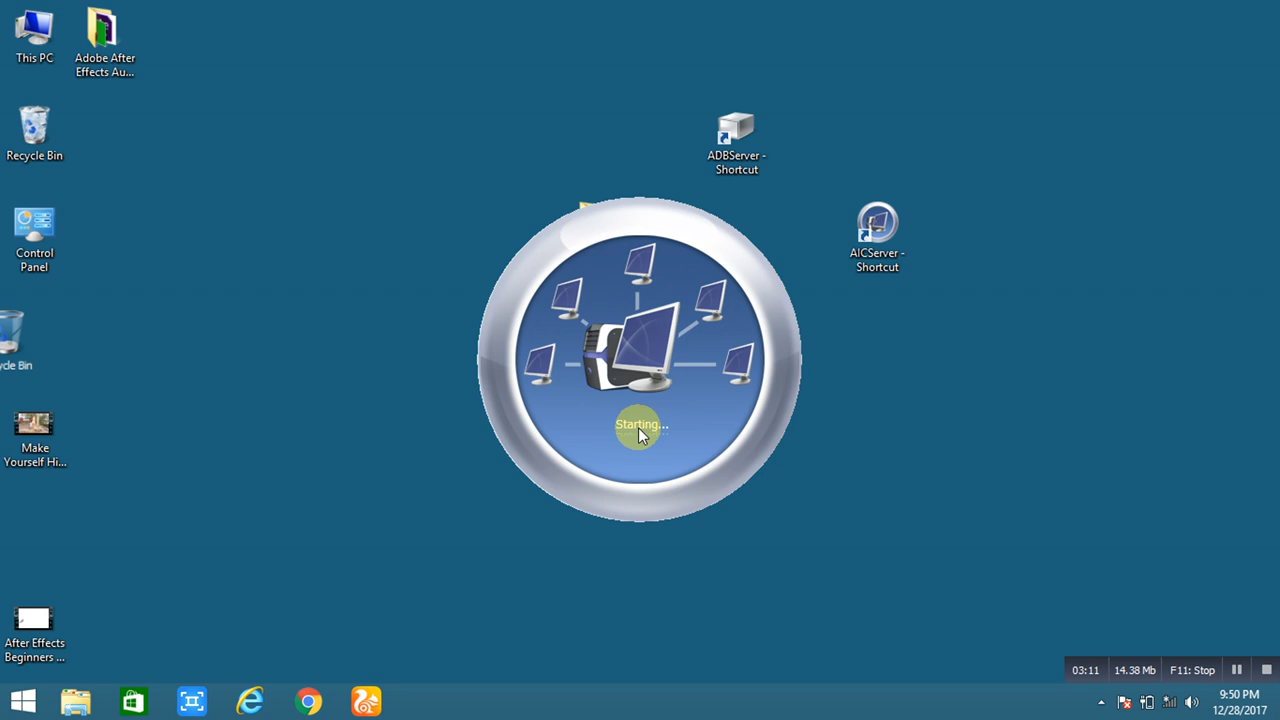 This PC
Adobe After
Effects Au...
Recycle Bin
ADBServer -
Shortcut
Control
Panel
AICServer -
Shortcut
ycle Bin
Starting...
Make
Yourself Hi...
After Effects
Beginners ...
03:11
14.38 Mb
F11: Stop
9:50 PM
12/28/2017